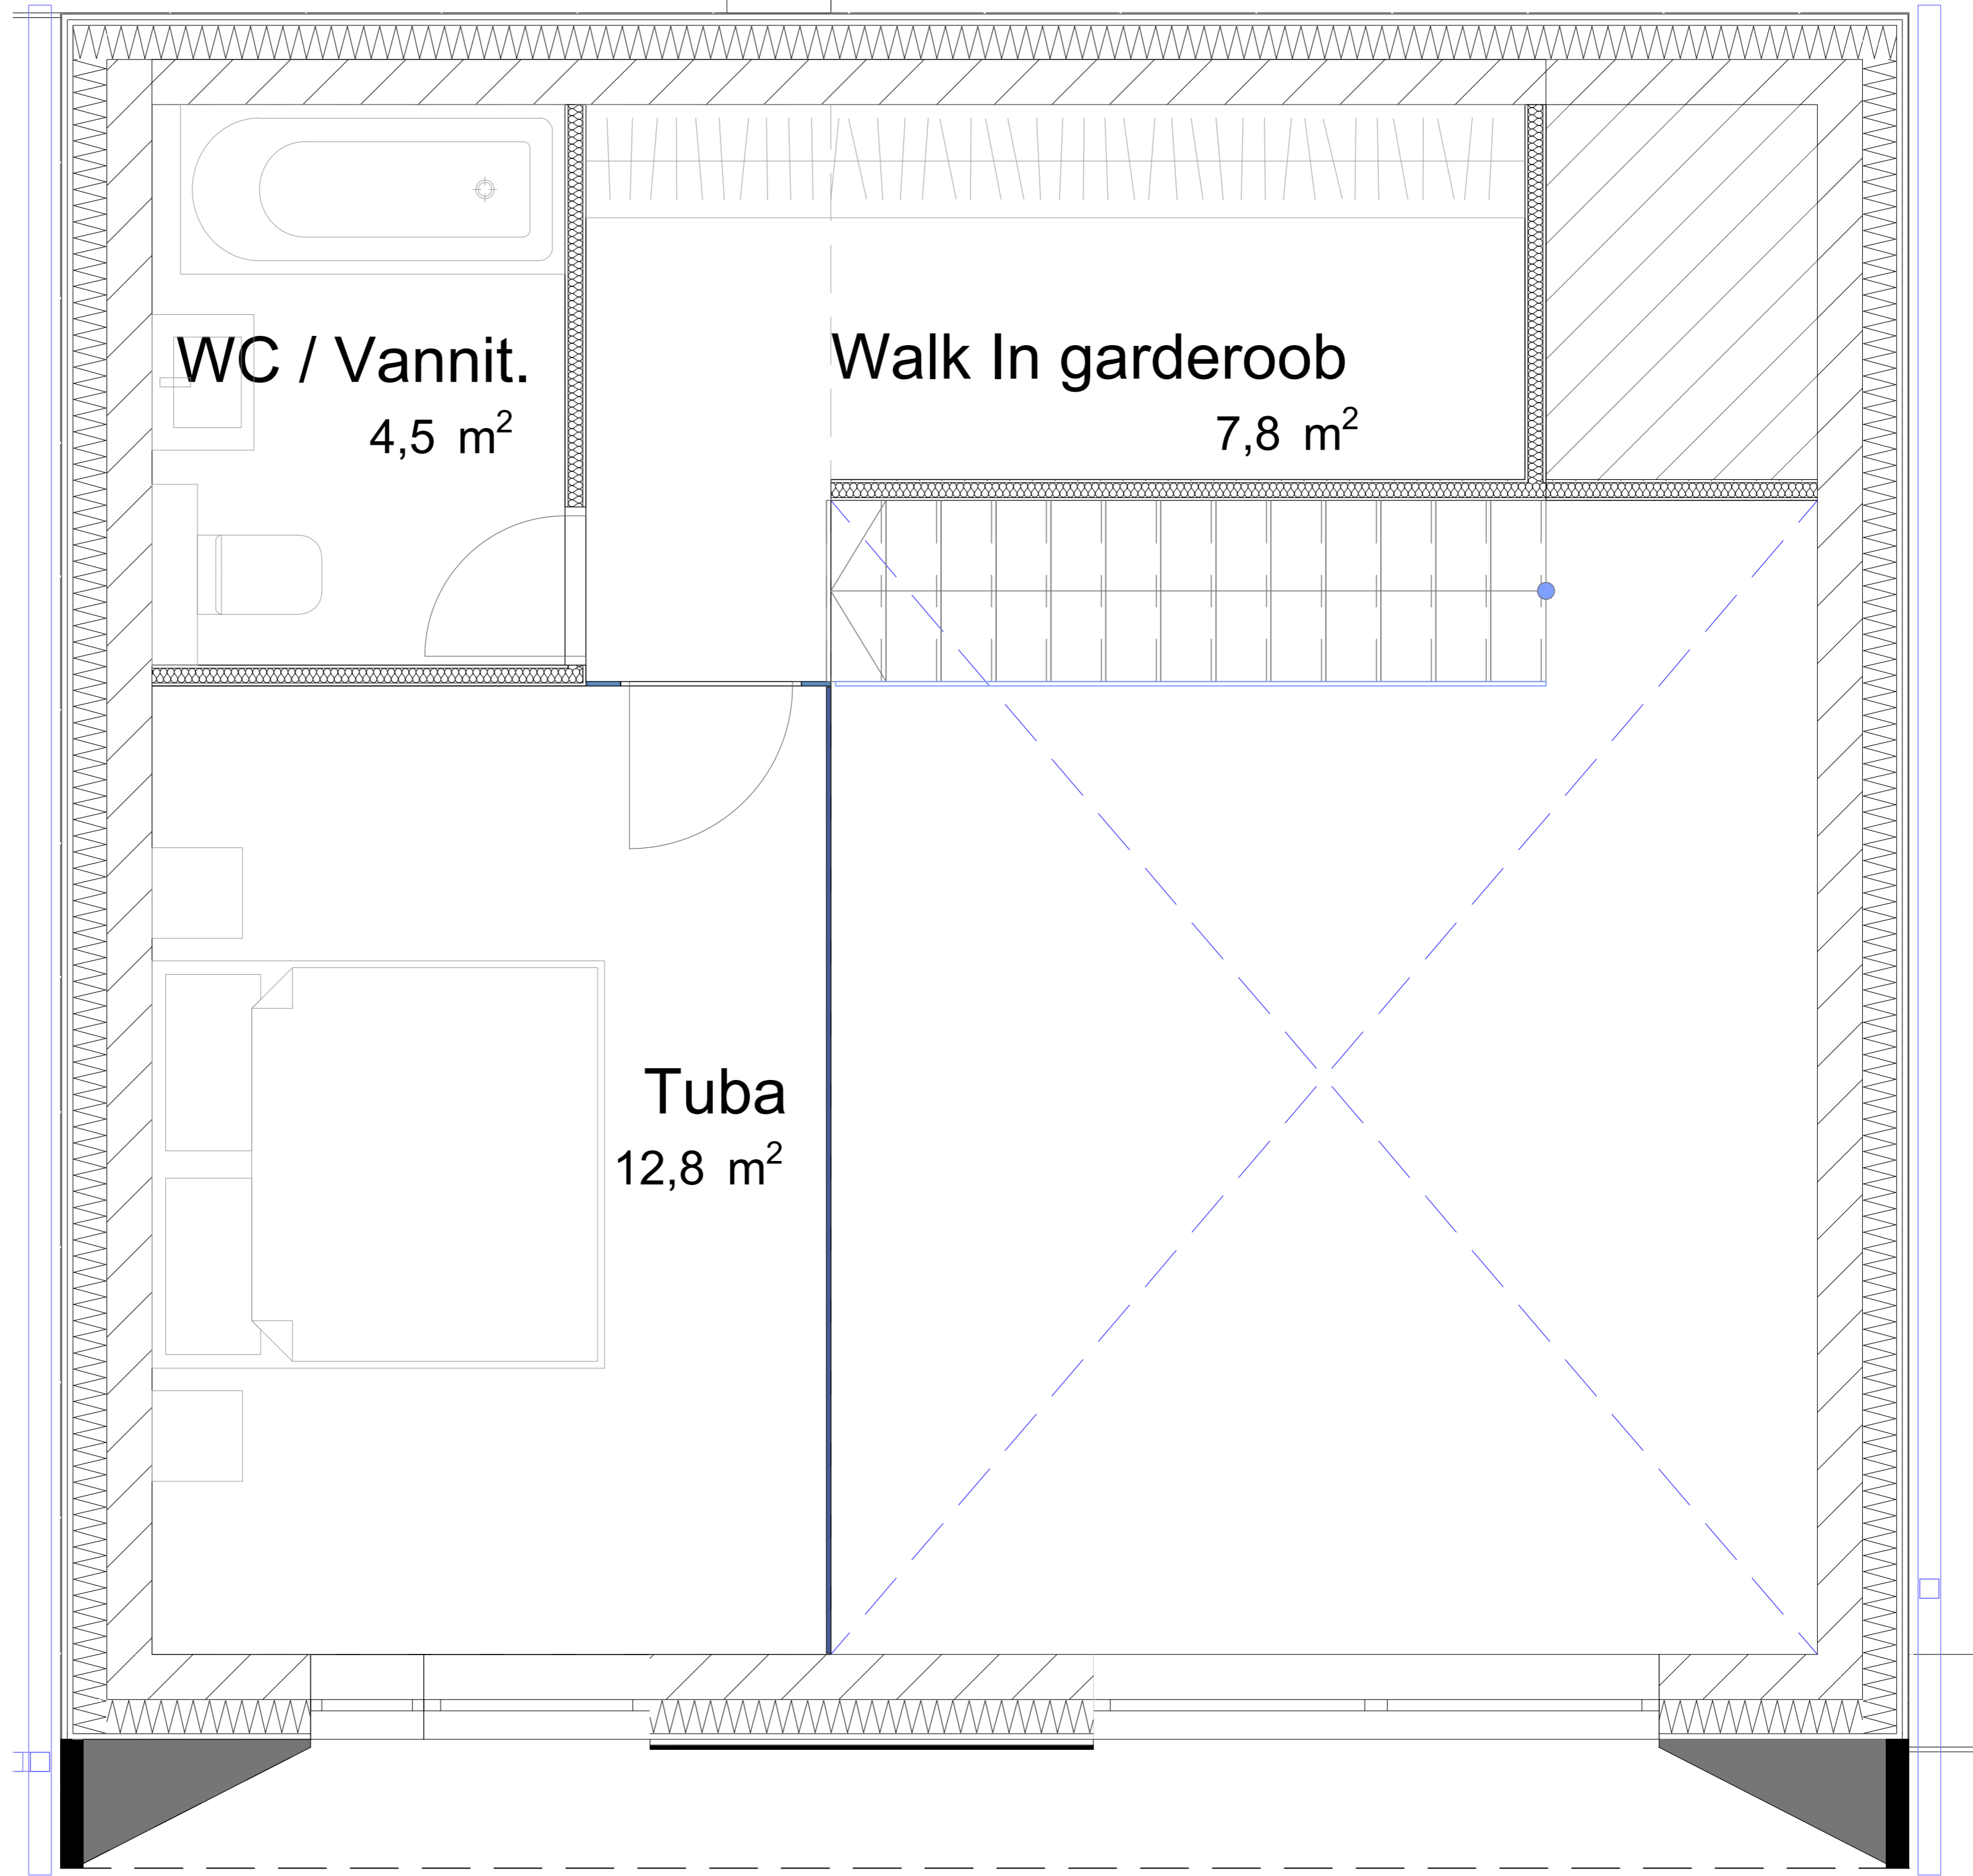 WC / Vannit.
4,5 m²
Walk In garderoob
7,8 m²
Tuba
12,8 m²